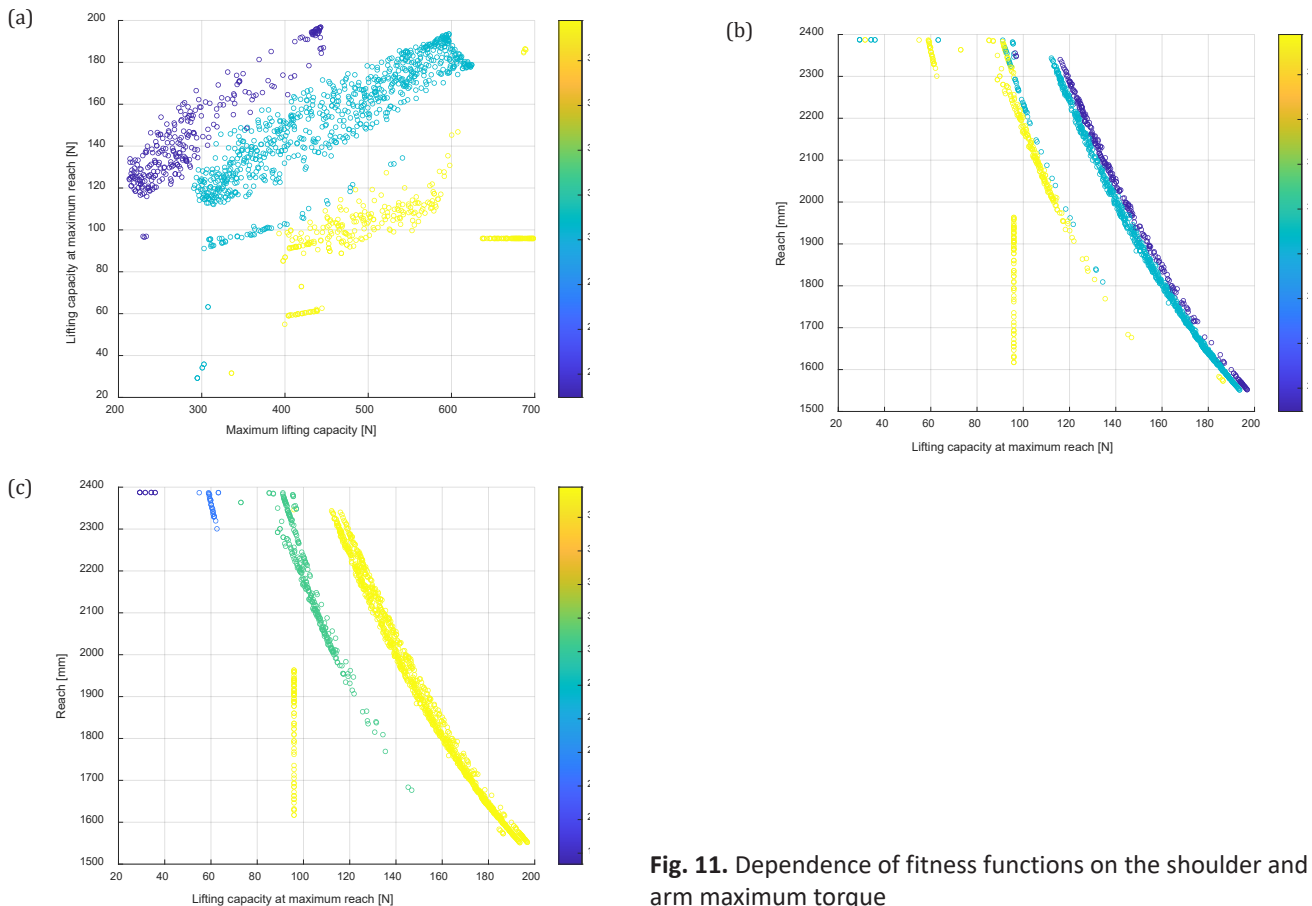 (a)
200
180
160
140
120
100
80
60
40
20
Lifting capacity at maximum reach [N]
200 300 400 500 600 700
Maximum lifting capacity [N]
(b)
2400
2300
2200
2100
2000
1900
1800
1700
1600
1500
Reach [mm]
20 40 60 80 100 120 140 160 180 200
Lifting capacity at maximum reach [N]
(c)
2400
2300
2200
2100
2000
1900
1800
1700
1600
1500
Reach [mm]
20 40 60 80 100 120 140 160 180 200
Lifting capacity at maximum reach [N]
Fig. 11. Dependence of fitness functions on the shoulder and
arm maximum torque